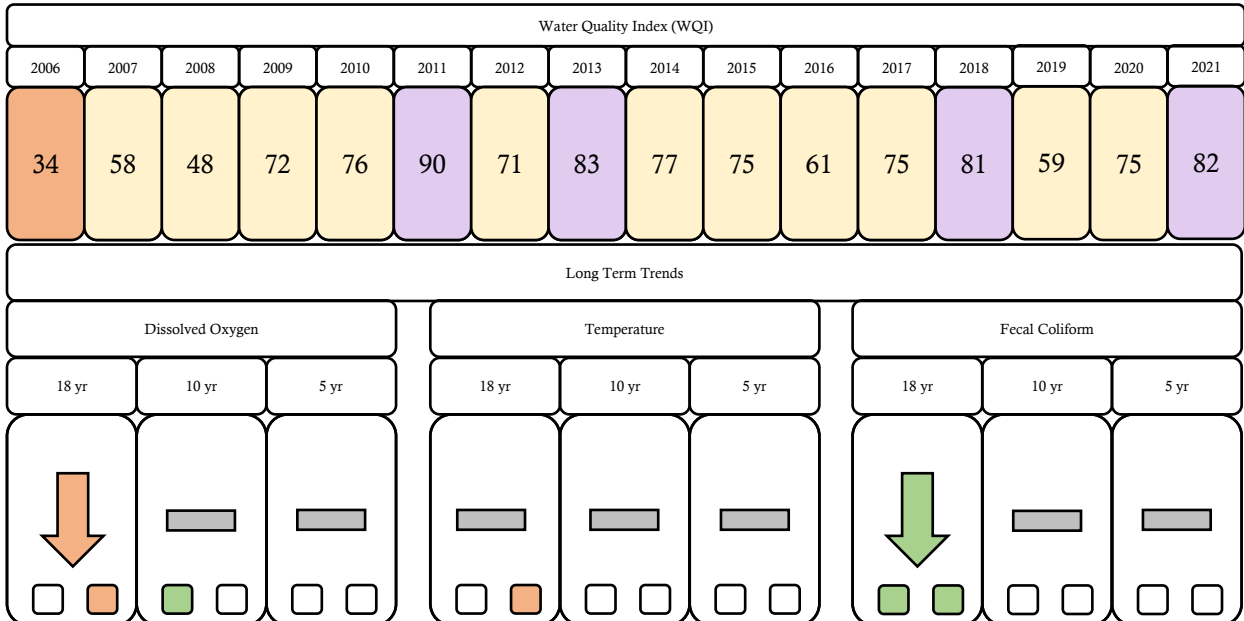 Water Quality Index (WQI)
2006 2007 2008 2009 2010 2011 2012 2013 2014 2015 2016 2017 2018 2019 2020 2021
34 58 48 72 76 90 71 83 77 75 61 75 81 59 75 82
Long Term Trends
Dissolved Oxygen Temperature Fecal Coliform
18 yr 10 yr 5 yr 18 yr 10 yr 5 yr 18 yr 10 yr 5 yr